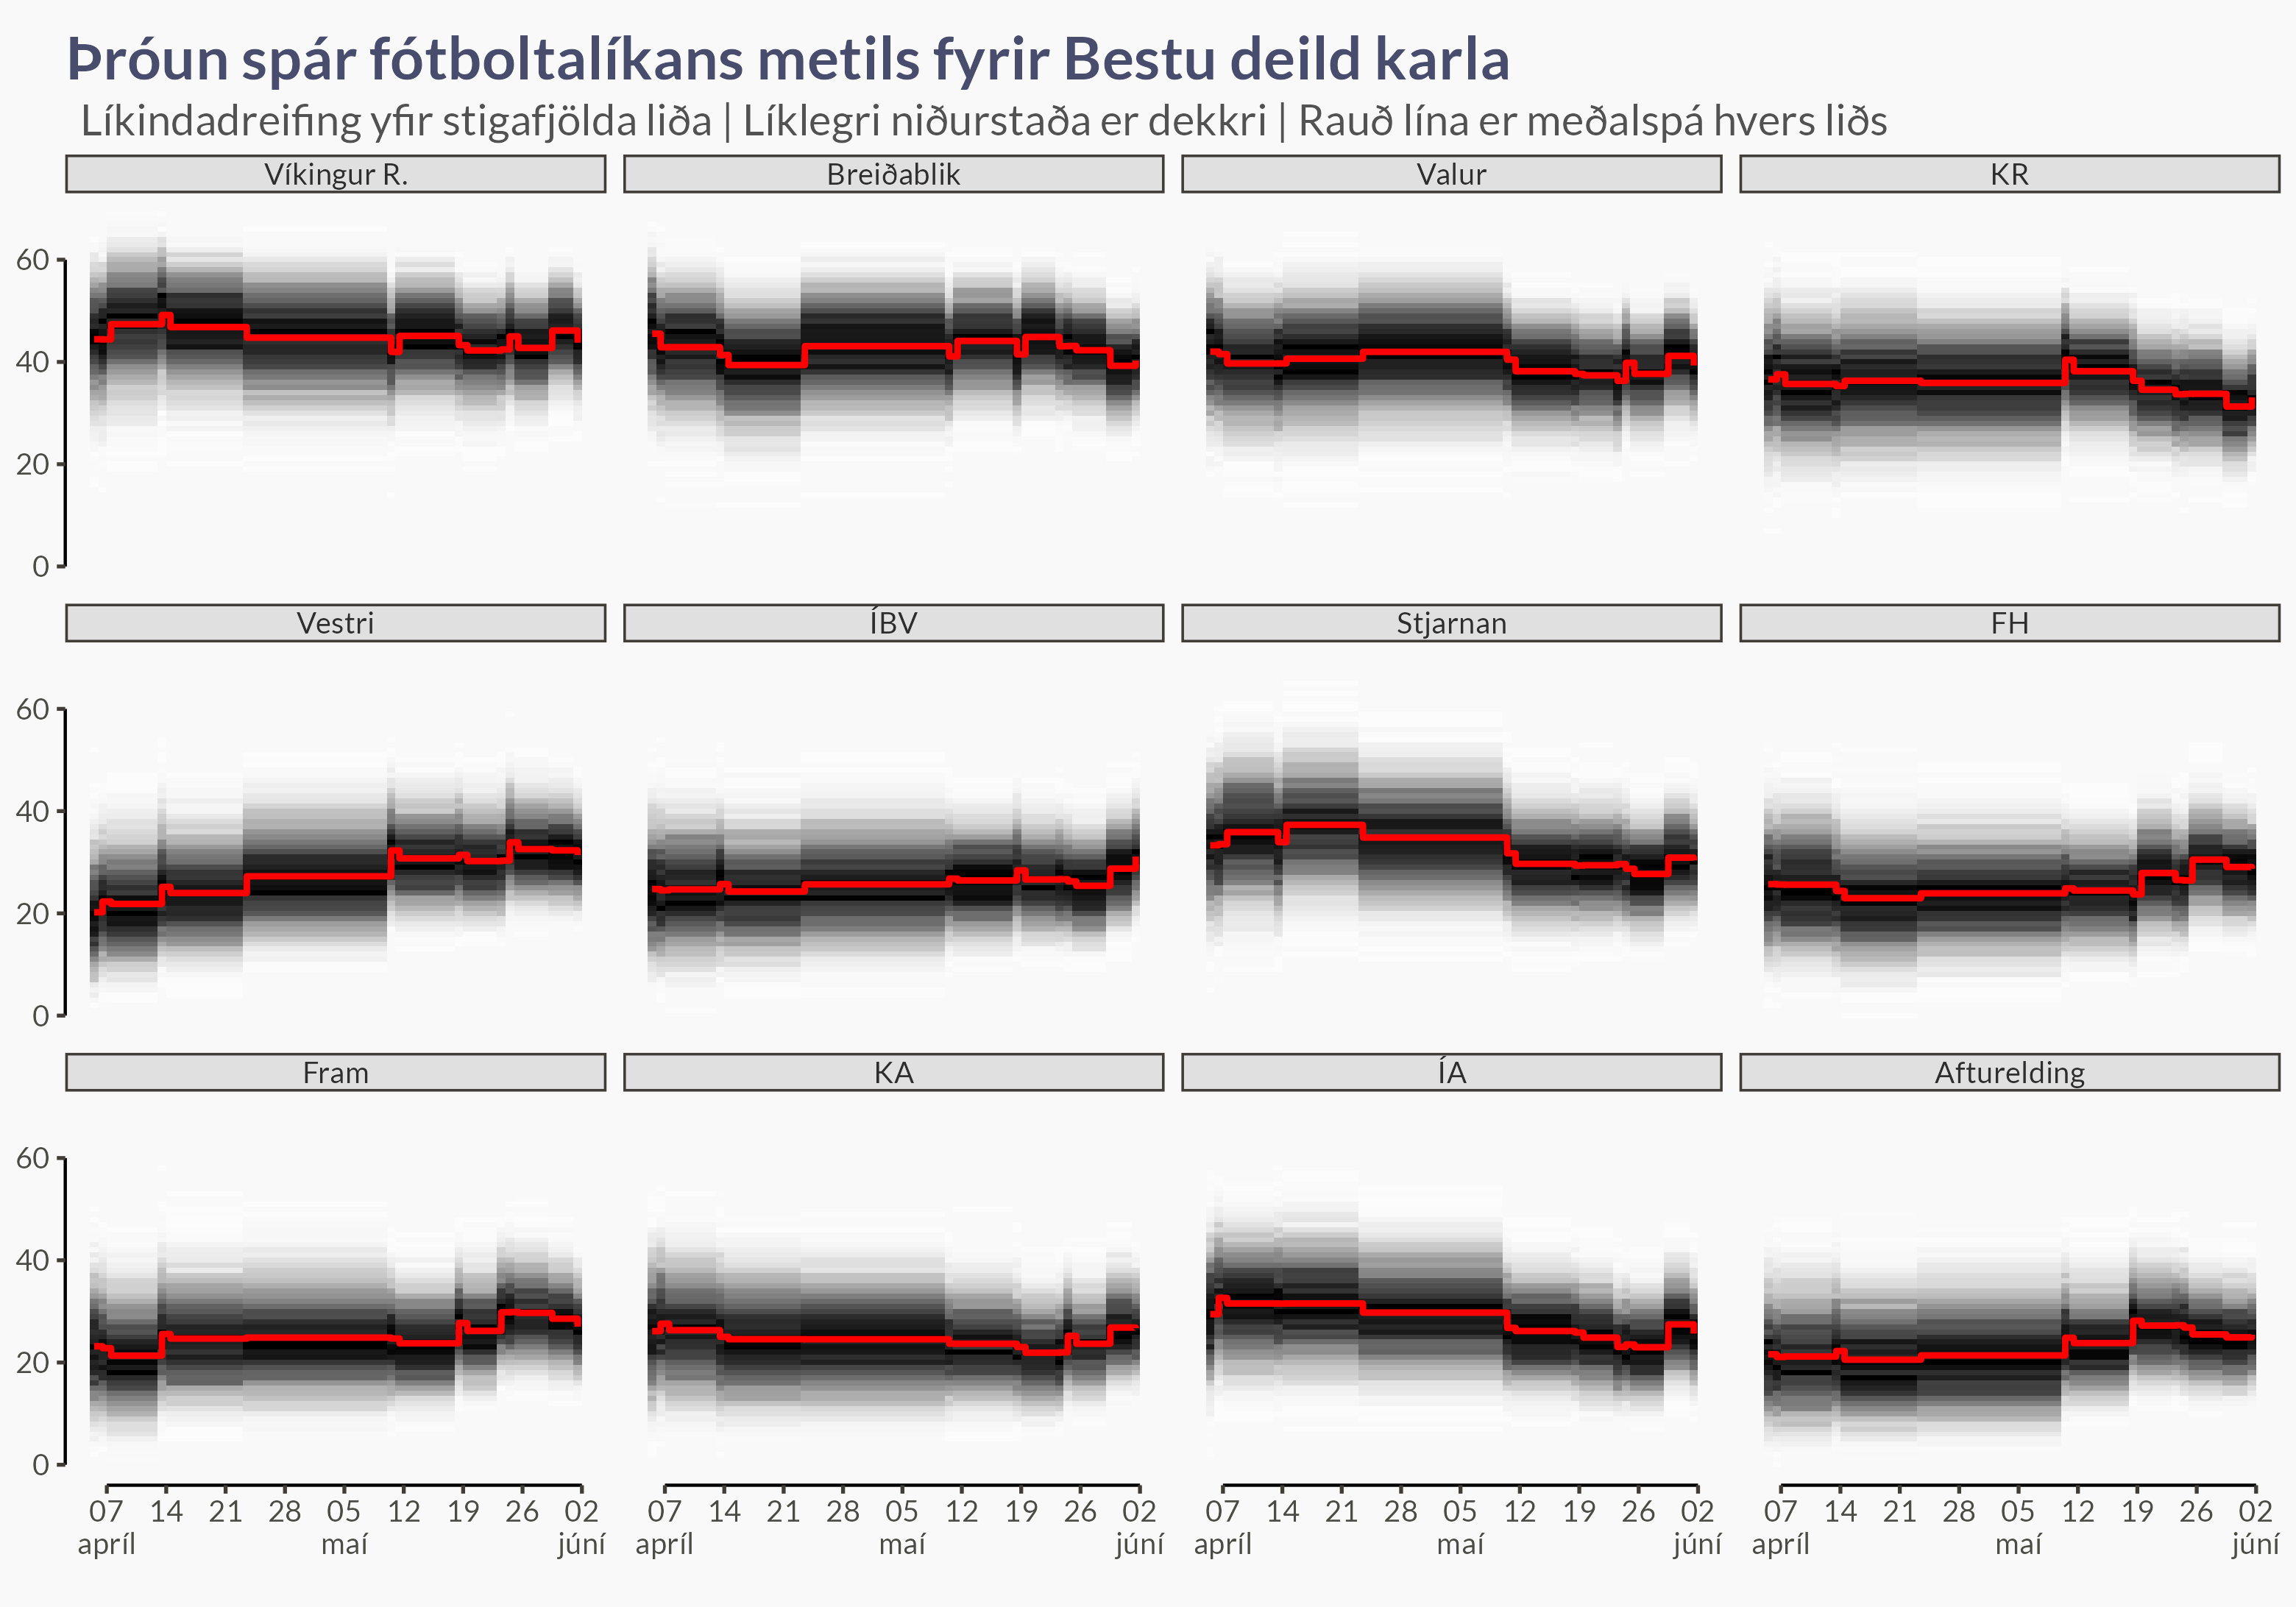 Þróun spár fótboltalíkans metils fyrir Bestu deild karla
Líkindadreifing yfir stigafjölda liða | Líklegri niðurstaða er dekkri | Rauð lína er meðalspá hvers liðs
Víkingur R. Breiðablik Valur KR
60
40
20
0
Vestri ÍBV Stjarnan FH
60
40
20
0
Fram KA ÍA Afturelding
60
40
20
0
07 14 21 28 05 12 19 26 02 07 14 21 28 05 12 19 26 02 07 14 21 28 05 12 19 26 02 07 14 21 28 05 12 19 26 02
apríl maí júní apríl maí júní apríl maí júní apríl maí júní